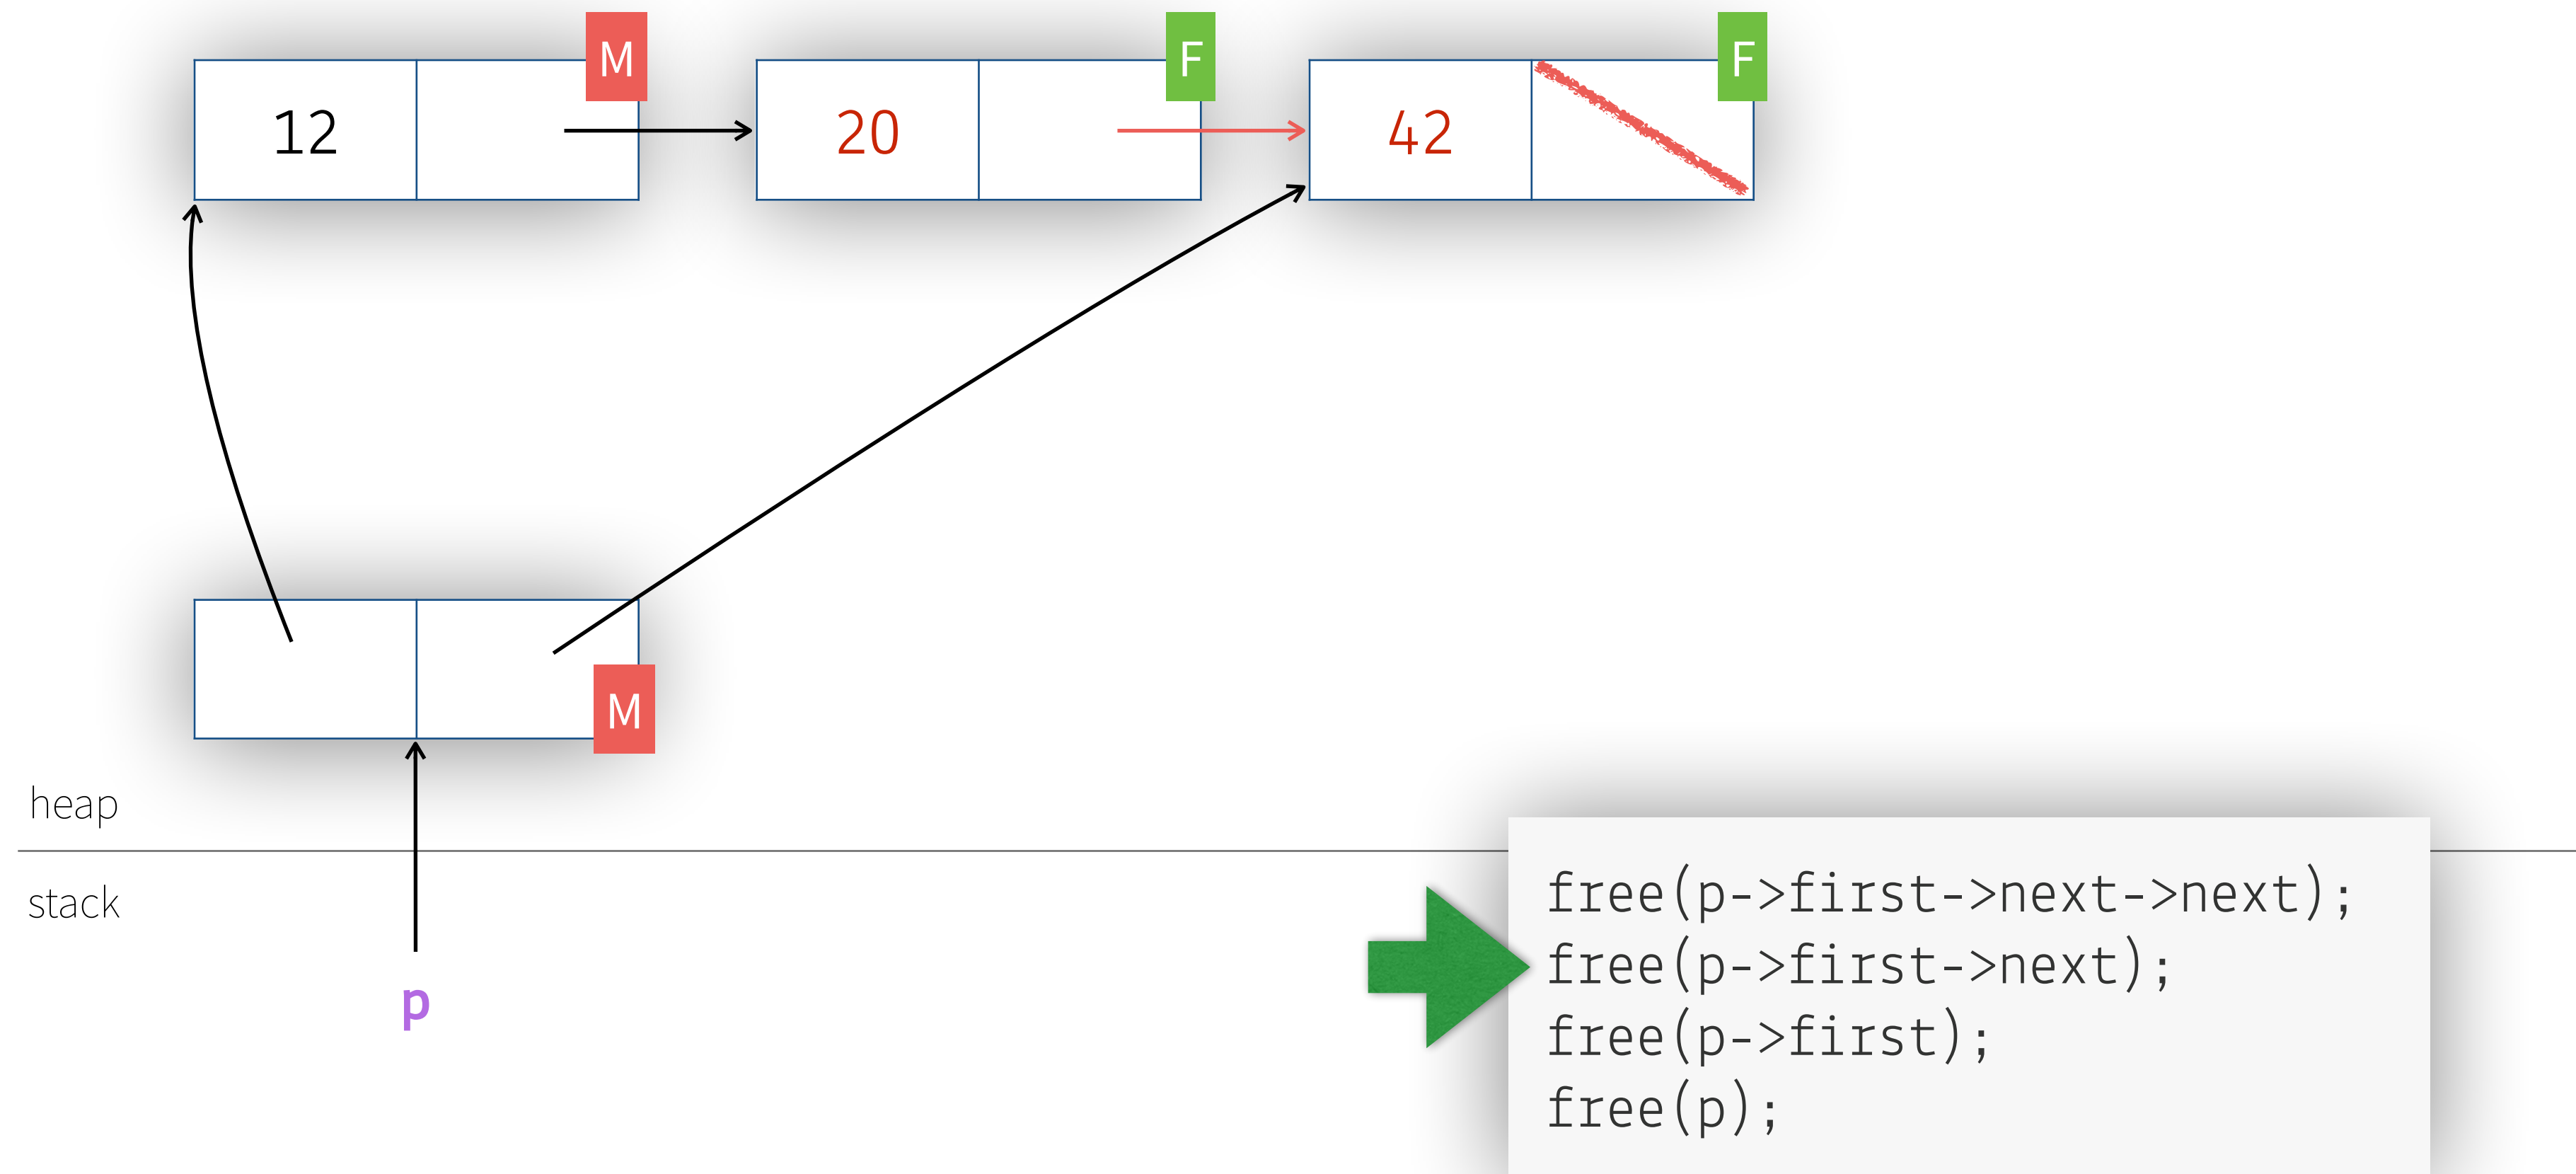 M
F
F
12
20
42
M
heap
stack
p
free(p->first->next->next);
free(p->first->next);
free(p->first);
free(p);